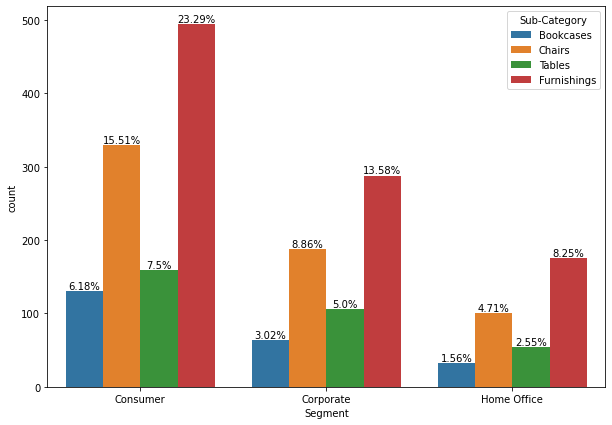 500
400
300
200
100
0
count
23.29%
15.51%
13.58%
8.86%
8.25%
7.5%
6.18%
5.0%
4.71%
3.02%
2.55%
1.56%
Sub-Category
Bookcases
Chairs
Tables
Furnishings
Consumer
Corporate
Home Office
Segment